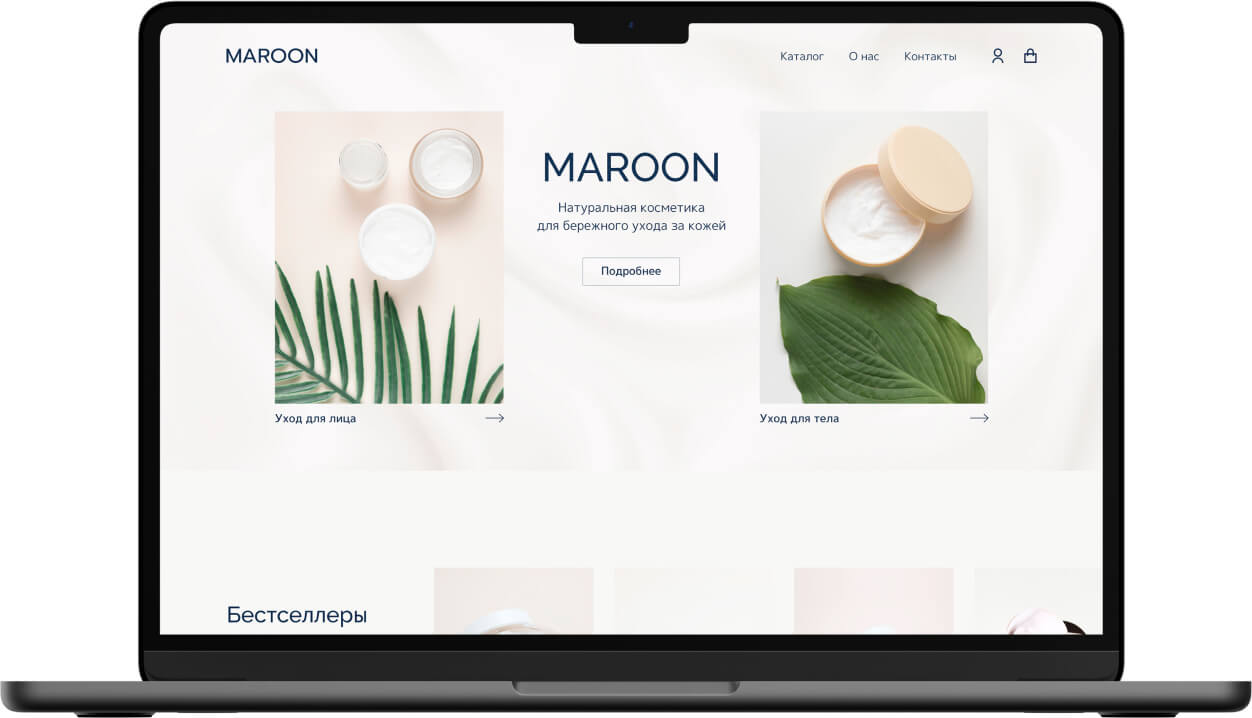 MAROON
Каталог О нас Контакты
MAROON
Натуральная косметика
для бережного ухода за кожей
Подробнее
Уход для лица
Уход для тела
Бестселлеры